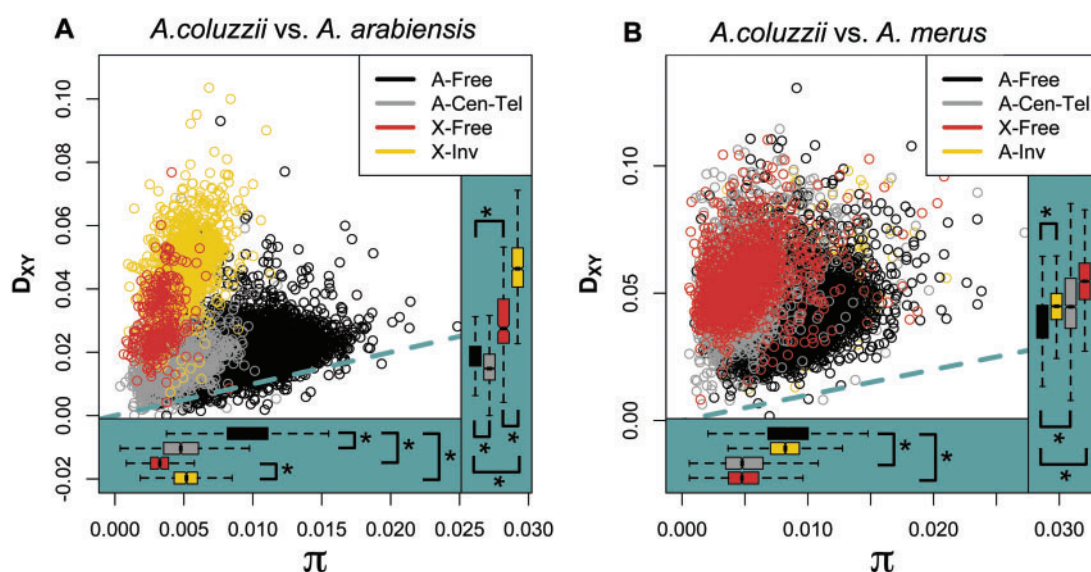 A A.coluzzii vs. A. arabiensis
A-Free
A-Cen-Tel
X-Free
X-Inv
DXY
0.10
0.08
0.06
0.04
0.02
0.00
-0.02
* * * *
* * * *
0.000 0.005 0.010 0.015 0.020 0.025 0.030
π
B A.coluzzii vs. A. merus
A-Free
A-Cen-Tel
X-Free
A-Inv
DXY
0.10
0.05
0.00
* * *
* *
0.000 0.010 0.020 0.030
π